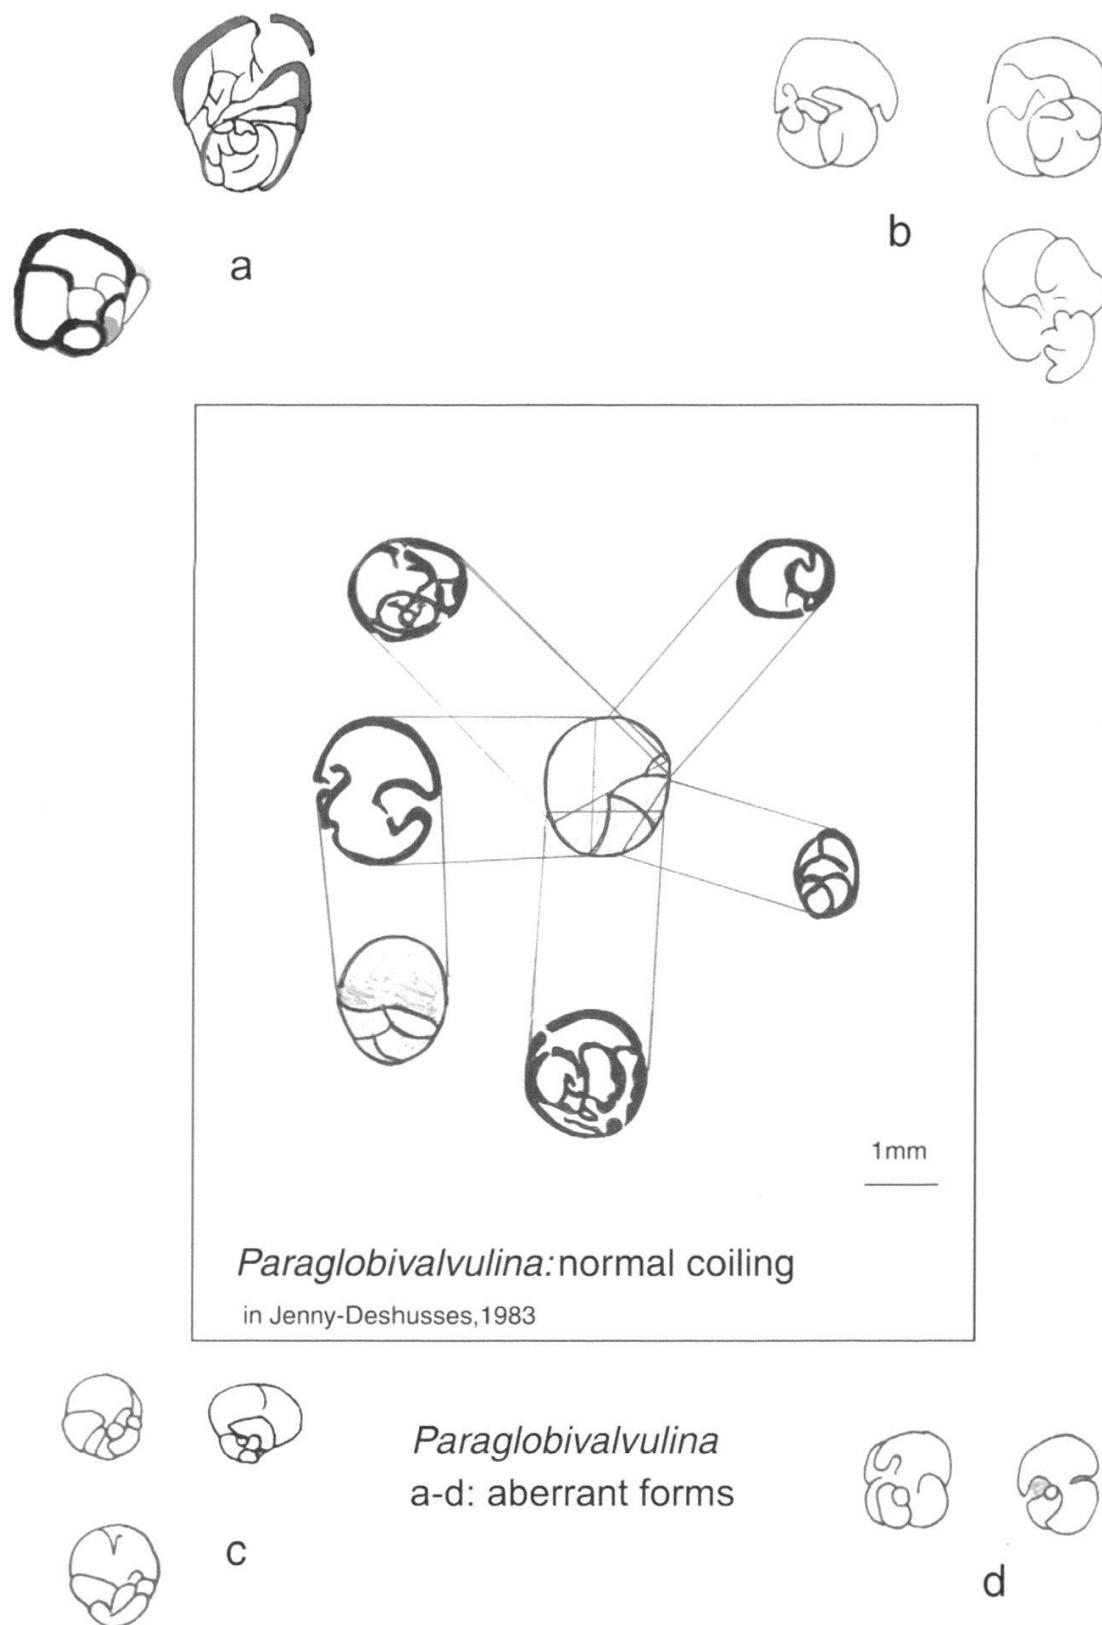 a
b
1mm
Paraglobivalvulina:normal coiling
in Jenny-Deshusses,1983
Paraglobivalvulina
a-d: aberrant forms
c
d